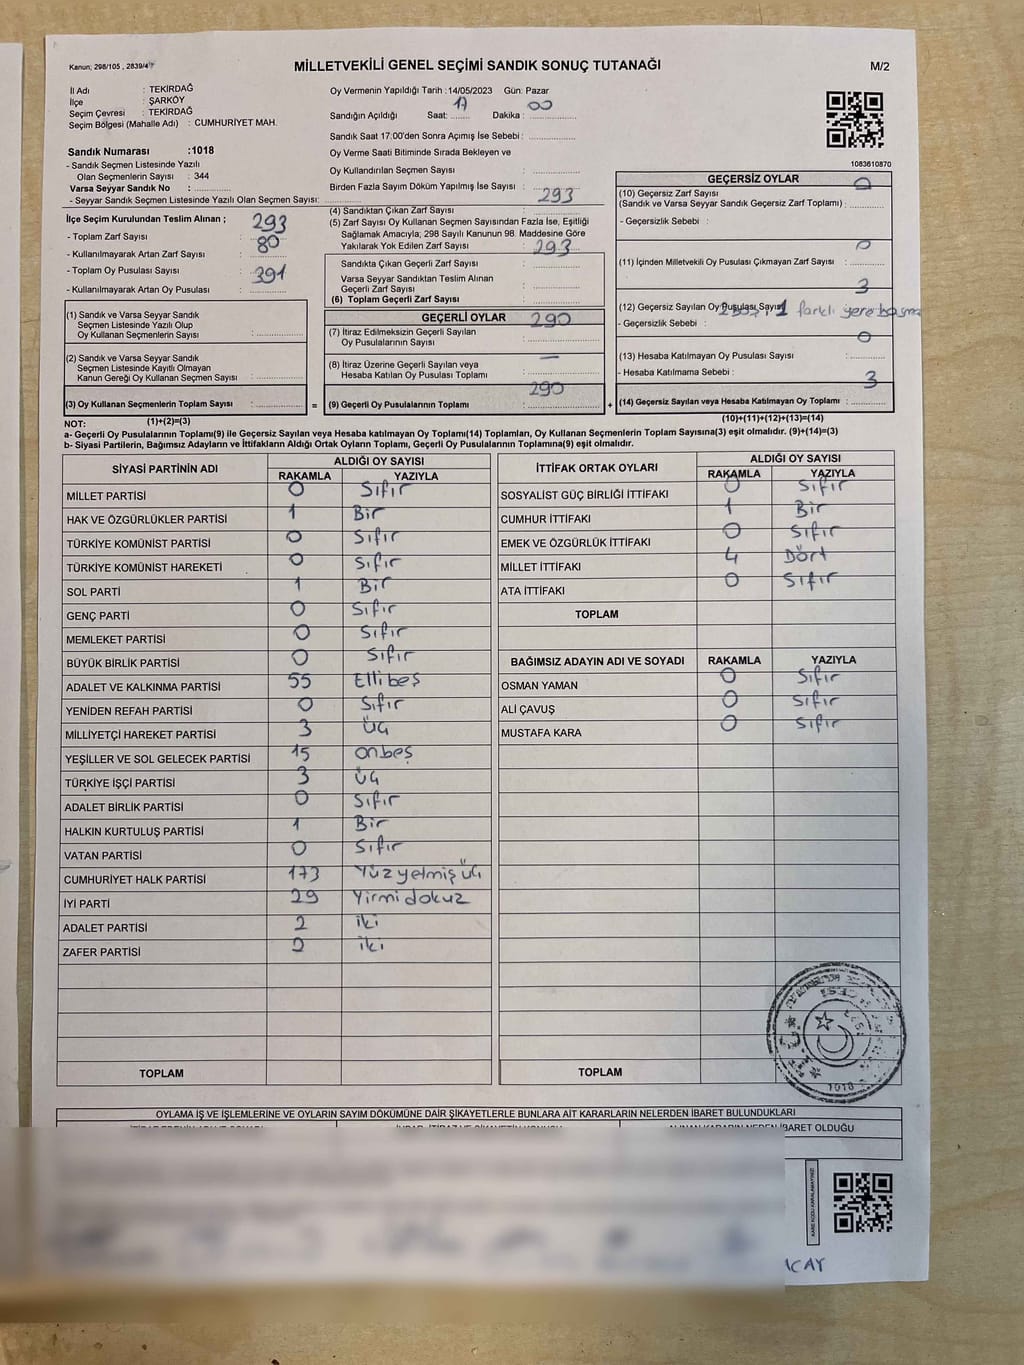 Kanun; 298/105 , 2839/4
MİLLETVEKİLİ GENEL SEÇİMİ SANDIK SONUÇ TUTANAĞI
M/2
İl Adı : TEKİRDAĞ
İlçe : ŞARKÖY
Seçim Çevresi : TEKİRDAĞ
Seçim Bölgesi (Mahalle Adı) : CUMHURİYET MAH.
Oy Vermenin Yapıldığı Tarih : 14/05/2023 Gün: Pazar
Sandığın Açıldığı Saat: 17 Dakika : 00
Sandık Saat 17:00'den Sonra Açımış İse Sebebi :
Oy Verme Saati Bitiminde Sırada Bekleyen ve
Oy Kullandırılan Seçmen Sayısı :
Birden Fazla Sayım Döküm Yapılmış İse Sayısı :
Sandık Numarası :1018
- Sandık Seçmen Listesinde Yazılı
Olan Seçmenlerin Sayısı : 344
Varsa Seyyar Sandık No :
- Seyyar Sandık Seçmen Listesinde Yazılı Olan Seçmen Sayısı:
1083610870
İlçe Seçim Kurulundan Teslim Alınan ;
293
- Toplam Zarf Sayısı :
80
- Kullanılmayarak Artan Zarf Sayısı :
- Toplam Oy Pusulası Sayısı : 391
- Kullanılmayarak Artan Oy Pusulası :
(1) Sandık ve Varsa Seyyar Sandık
Seçmen Listesinde Yazılı Olup
Oy Kullanan Seçmenlerin Sayısı :
(2) Sandık ve Varsa Seyyar Sandık
Seçmen Listesinde Kayıtlı Olmayan
Kanun Gereği Oy Kullanan Seçmen Sayısı :
(3) Oy Kullanan Seçmenlerin Toplam Sayısı :
(1)+(2)=(3)
293
(4) Sandıktan Çıkan Zarf Sayısı :
(5) Zarf Sayısı Oy Kullanan Seçmen Sayısından Fazla İse, Eşitliği
Sağlamak Amacıyla; 298 Sayılı Kanunun 98. Maddesine Göre
Yakılarak Yok Edilen Zarf Sayısı : 293
Sandıkta Çıkan Geçerli Zarf Sayısı :
Varsa Seyyar Sandıktan Teslim Alınan
Geçerli Zarf Sayısı :
(6) Toplam Geçerli Zarf Sayısı :
GEÇERLİ OYLAR 290
(7) İtiraz Edilmeksizin Geçerli Sayılan
Oy Pusulalarının Sayısı :
—
(8) İtiraz Üzerine Geçerli Sayılan veya
Hesaba Katılan Oy Pusulası Toplamı :
290
= (9) Geçerli Oy Pusulalarının Toplamı : +
GEÇERSİZ OYLAR
0
(10) Geçersiz Zarf Sayısı
(Sandık ve Varsa Seyyar Sandık Geçersiz Zarf Toplamı) :
- Geçersizlik Sebebi :
0
(11) İçinden Milletvekili Oy Pusulası Çıkmayan Zarf Sayısı :
3
(12) Geçersiz Sayılan Oy Pusulası Sayısı 1 farklı yere basma
- Geçersizlik Sebebi :
0
(13) Hesaba Katılmayan Oy Pusulası Sayısı :
- Hesaba Katılmama Sebebi : 3
(14) Geçersiz Sayılan veya Hesaba Katılmayan Oy Toplamı :
(10)+(11)+(12)+(13)=(14)
NOT:
a- Geçerli Oy Pusulalarının Toplamı(9) ile Geçersiz Sayılan veya Hesaba katılmayan Oy Toplamı(14) Toplamları, Oy Kullanan Seçmenlerin Toplam Sayısına(3) eşit olmalıdır. (9)+(14)=(3)
b- Siyasi Partilerin, Bağımsız Adayların ve İttifakların Aldığı Ortak Oyların Toplamı, Geçerli Oy Pusulalarının Toplamına(9) eşit olmalıdır.
SİYASİ PARTİNİN ADI ALDIĞI OY SAYISI
RAKAMLA YAZIYLA
MİLLET PARTİSİ 0 Sıfır
HAK VE ÖZGÜRLÜKLER PARTİSİ 1 Bir
TÜRKİYE KOMÜNİST PARTİSİ 0 Sıfır
TÜRKİYE KOMÜNİST HAREKETİ 0 Sıfır
SOL PARTİ 1 Bir
GENÇ PARTİ 0 Sıfır
MEMLEKET PARTİSİ 0 Sıfır
BÜYÜK BİRLİK PARTİSİ 0 Sıfır
ADALET VE KALKINMA PARTİSİ 55 Ellibeş
YENİDEN REFAH PARTİSİ 0 Sıfır
MİLLİYETÇİ HAREKET PARTİSİ 3 üç
YEŞİLLER VE SOL GELECEK PARTİSİ 15 onbeş
TÜRKİYE İŞÇİ PARTİSİ 3 üç
ADALET BİRLİK PARTİSİ 0 Sıfır
HALKIN KURTULUŞ PARTİSİ 1 Bir
VATAN PARTİSİ 0 Sıfır
CUMHURİYET HALK PARTİSİ 173 Yüzyetmişüç
İYİ PARTİ 29 Yirmidokuz
ADALET PARTİSİ 2 iki
ZAFER PARTİSİ 2 iki
TOPLAM
İTTİFAK ORTAK OYLARI ALDIĞI OY SAYISI
RAKAMLA YAZIYLA
SOSYALİST GÜÇ BİRLİĞİ İTTİFAKI 0 Sıfır
CUMHUR İTTİFAKI 1 Bir
EMEK VE ÖZGÜRLÜK İTTİFAKI 0 Sıfır
MİLLET İTTİFAKI 4 Dört
ATA İTTİFAKI 0 Sıfır
TOPLAM
BAĞIMSIZ ADAYIN ADI VE SOYADI RAKAMLA YAZIYLA
OSMAN YAMAN 0 Sıfır
ALİ ÇAVUŞ 0 Sıfır
MUSTAFA KARA 0 Sıfır
TOPLAM
1018
OYLAMA İŞ VE İŞLEMLERİNE VE OYLARIN SAYIM DÖKÜMÜNE DAİR ŞİKAYETLERLE BUNLARA AİT KARARLARIN NELERDEN İBARET BULUNDUKLARI
İBARET OLDUĞU
KARE KODU KARALAMAYINIZ!